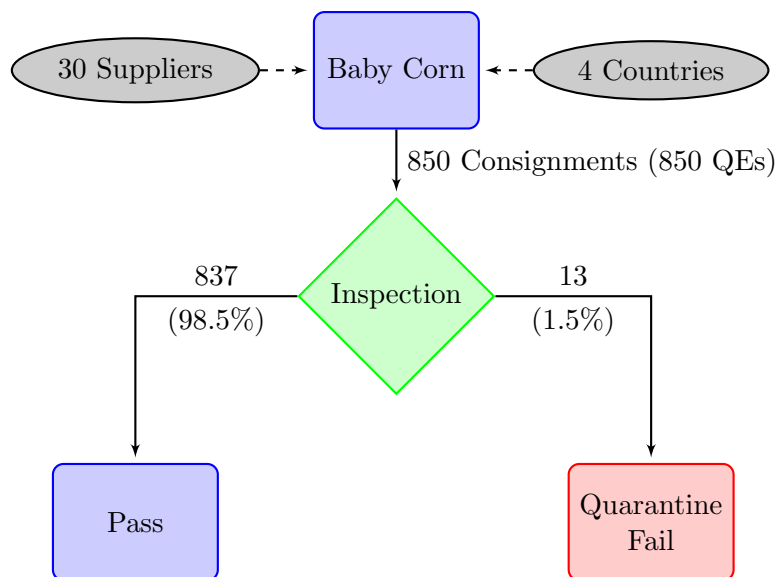 30 Suppliers
Baby Corn
4 Countries
850 Consignments (850 QEs)
837
(98.5%)
Inspection
13
(1.5%)
Pass
Quarantine
Fail